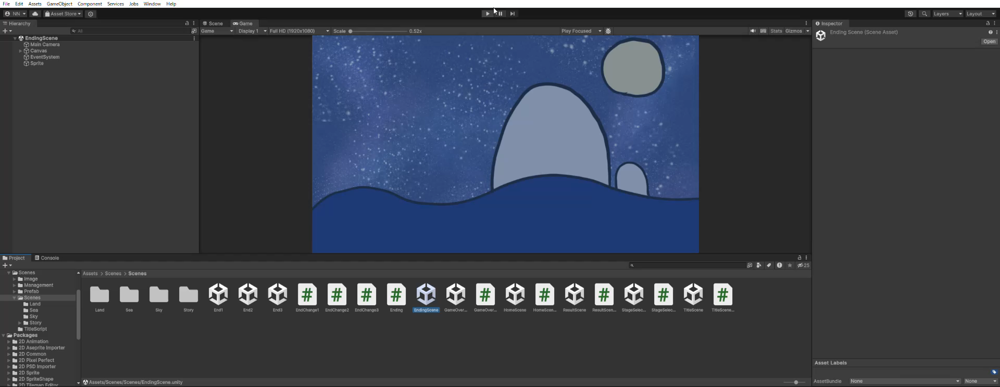 File Edit Assets GameObject Component Services Jobs Window Help
NN Asset Store Layers Layout
Hierarchy Scene Game Inspector
All Game Display 1 Full HD (1920x1080) Scale 0.52x Play Focused Stats Gizmos Ending Scene (Scene Asset)
EndingScene Open
Main Camera
Canvas
EventSystem
Sprite
Project Console
25
Scenes Assets > Scenes > Scenes
Image
Management
Prefab
Scenes
Land
Sea
Sky
Story
TitleScript
Packages
2D Animation
2D Aseprite Importer
2D Common
2D Pixel Perfect
2D PSD Importer
2D Sprite
2D SpriteShape
2D Tilemap Editor
Land Sea Sky Story End1 End2 End3 EndChange1 EndChange2 EndChange3 Ending EndingScene GameOver... GameOver... HomeScene HomeScen... ResultScene ResultScen... StageSelec... StageSelec... TitleScene TitleScene...
Assets/Scenes/Scenes/EndingScene.unity
Asset Labels
AssetBundle None None